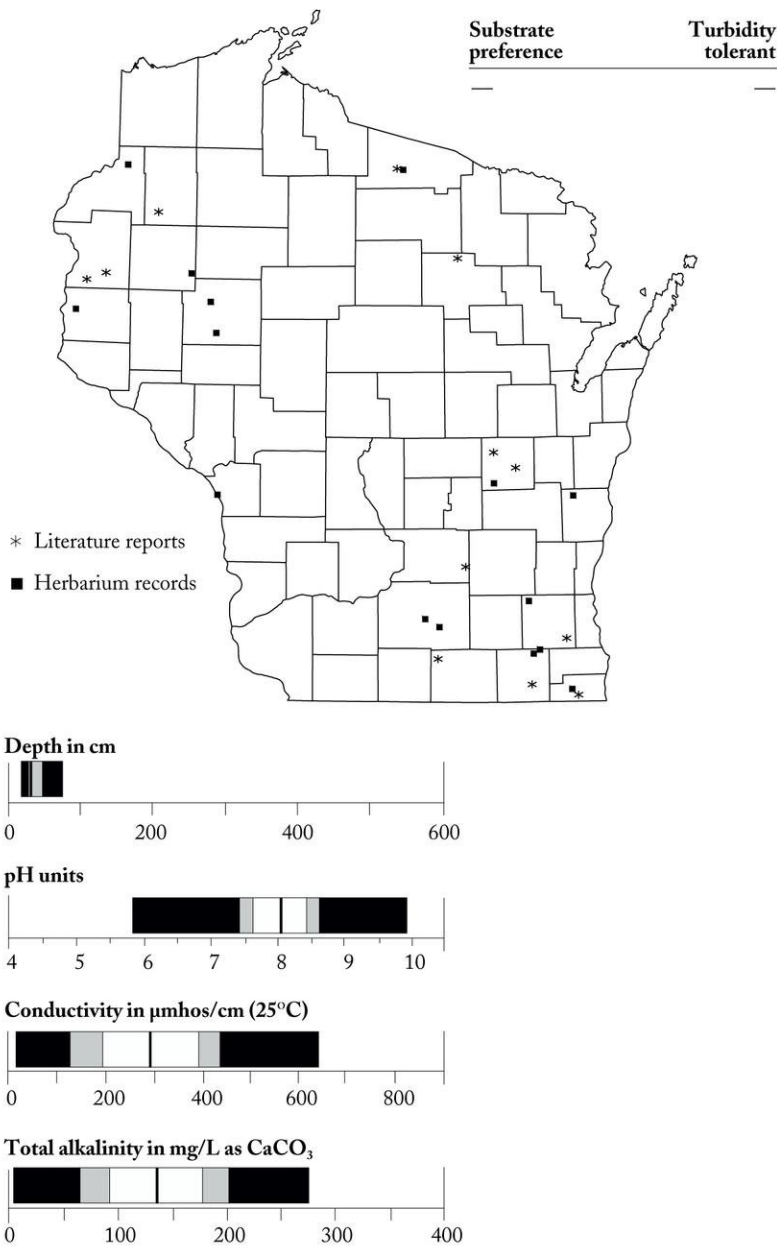 Substrate preference
Turbidity tolerant
— —
* Literature reports
■ Herbarium records
Depth in cm
0 200 400 600
pH units
4 5 6 7 8 9 10
Conductivity in µmhos/cm (25°C)
0 200 400 600 800
Total alkalinity in mg/L as CaCO₃
0 100 200 300 400